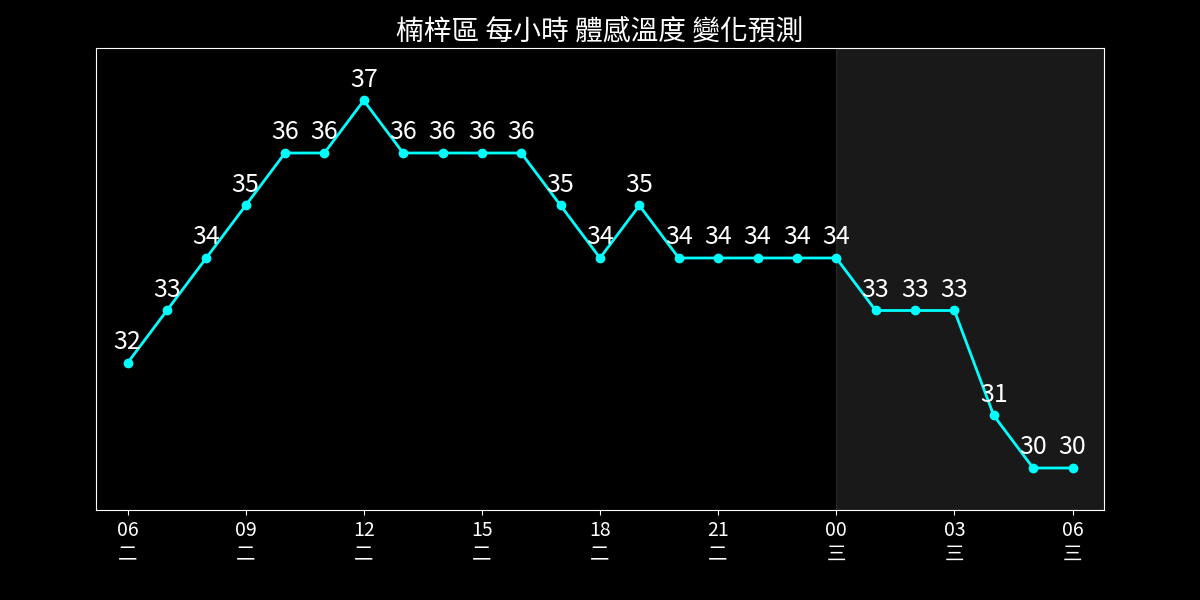 楠梓區 每小時 體感溫度 變化預測
32 33 34 35 36 36 37 36 36 36 36 35 34 35 34 34 34 34 34 33 33 33 31 30 30
06 09 12 15 18 21 00 03 06
二 二 二 二 二 二 三 三 三